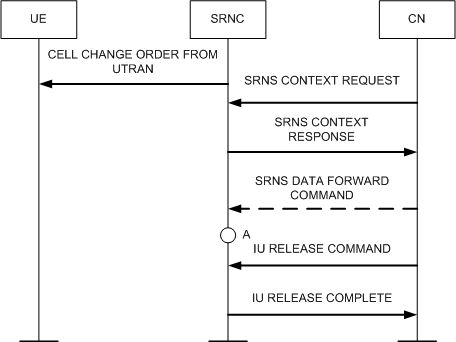 UE
SRNC
CN
CELL CHANGE ORDER FROM
UTRAN
SRNS CONTEXT REQUEST
SRNS CONTEXT
RESPONSE
SRNS DATA FORWARD
COMMAND
A
IU RELEASE COMMAND
IU RELEASE COMPLETE